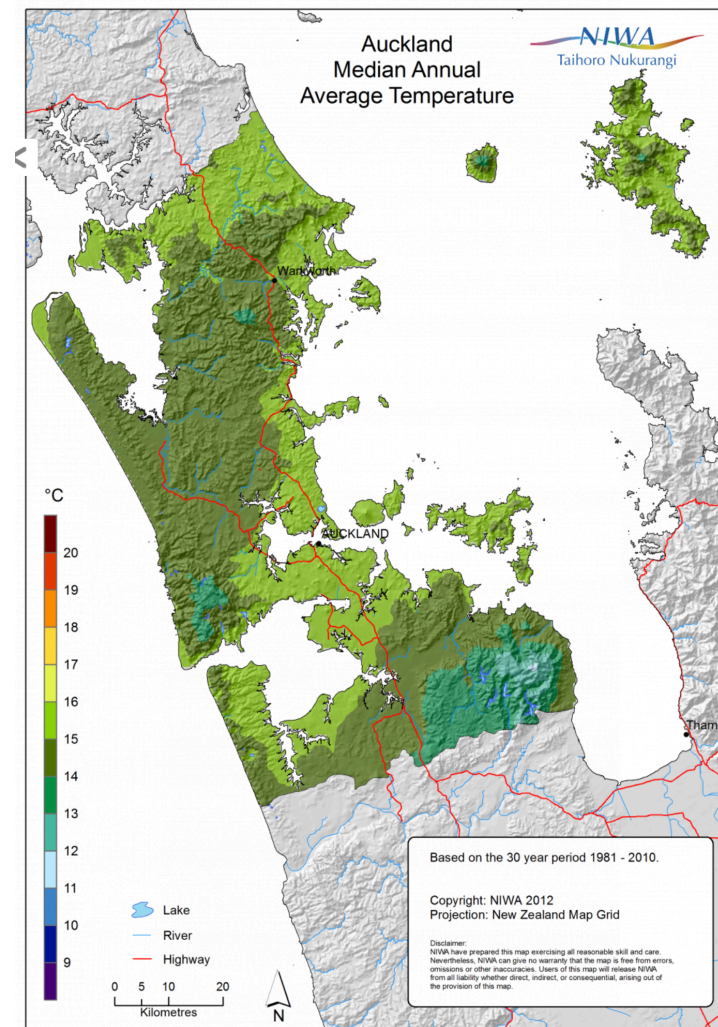 Auckland
Median Annual
Average Temperature
NIWA
Taihoro Nukurangi
Warkworth
AUCKLAND
°C
20
19
18
17
16
15
14
13
12
11
10
9
Tham
Lake
River
Highway
0 5 10 20
Kilometres
N
Based on the 30 year period 1981 - 2010.
Copyright: NIWA 2012
Projection: New Zealand Map Grid
Disclaimer:
NIWA have prepared this map exercising all reasonable skill and care.
Nevertheless, NIWA can give no warranty that the map is free from errors,
omissions or other inaccuracies. Users of this map will release NIWA
from all liability whether direct, indirect, or consequential, arising out of
the provision of this map.